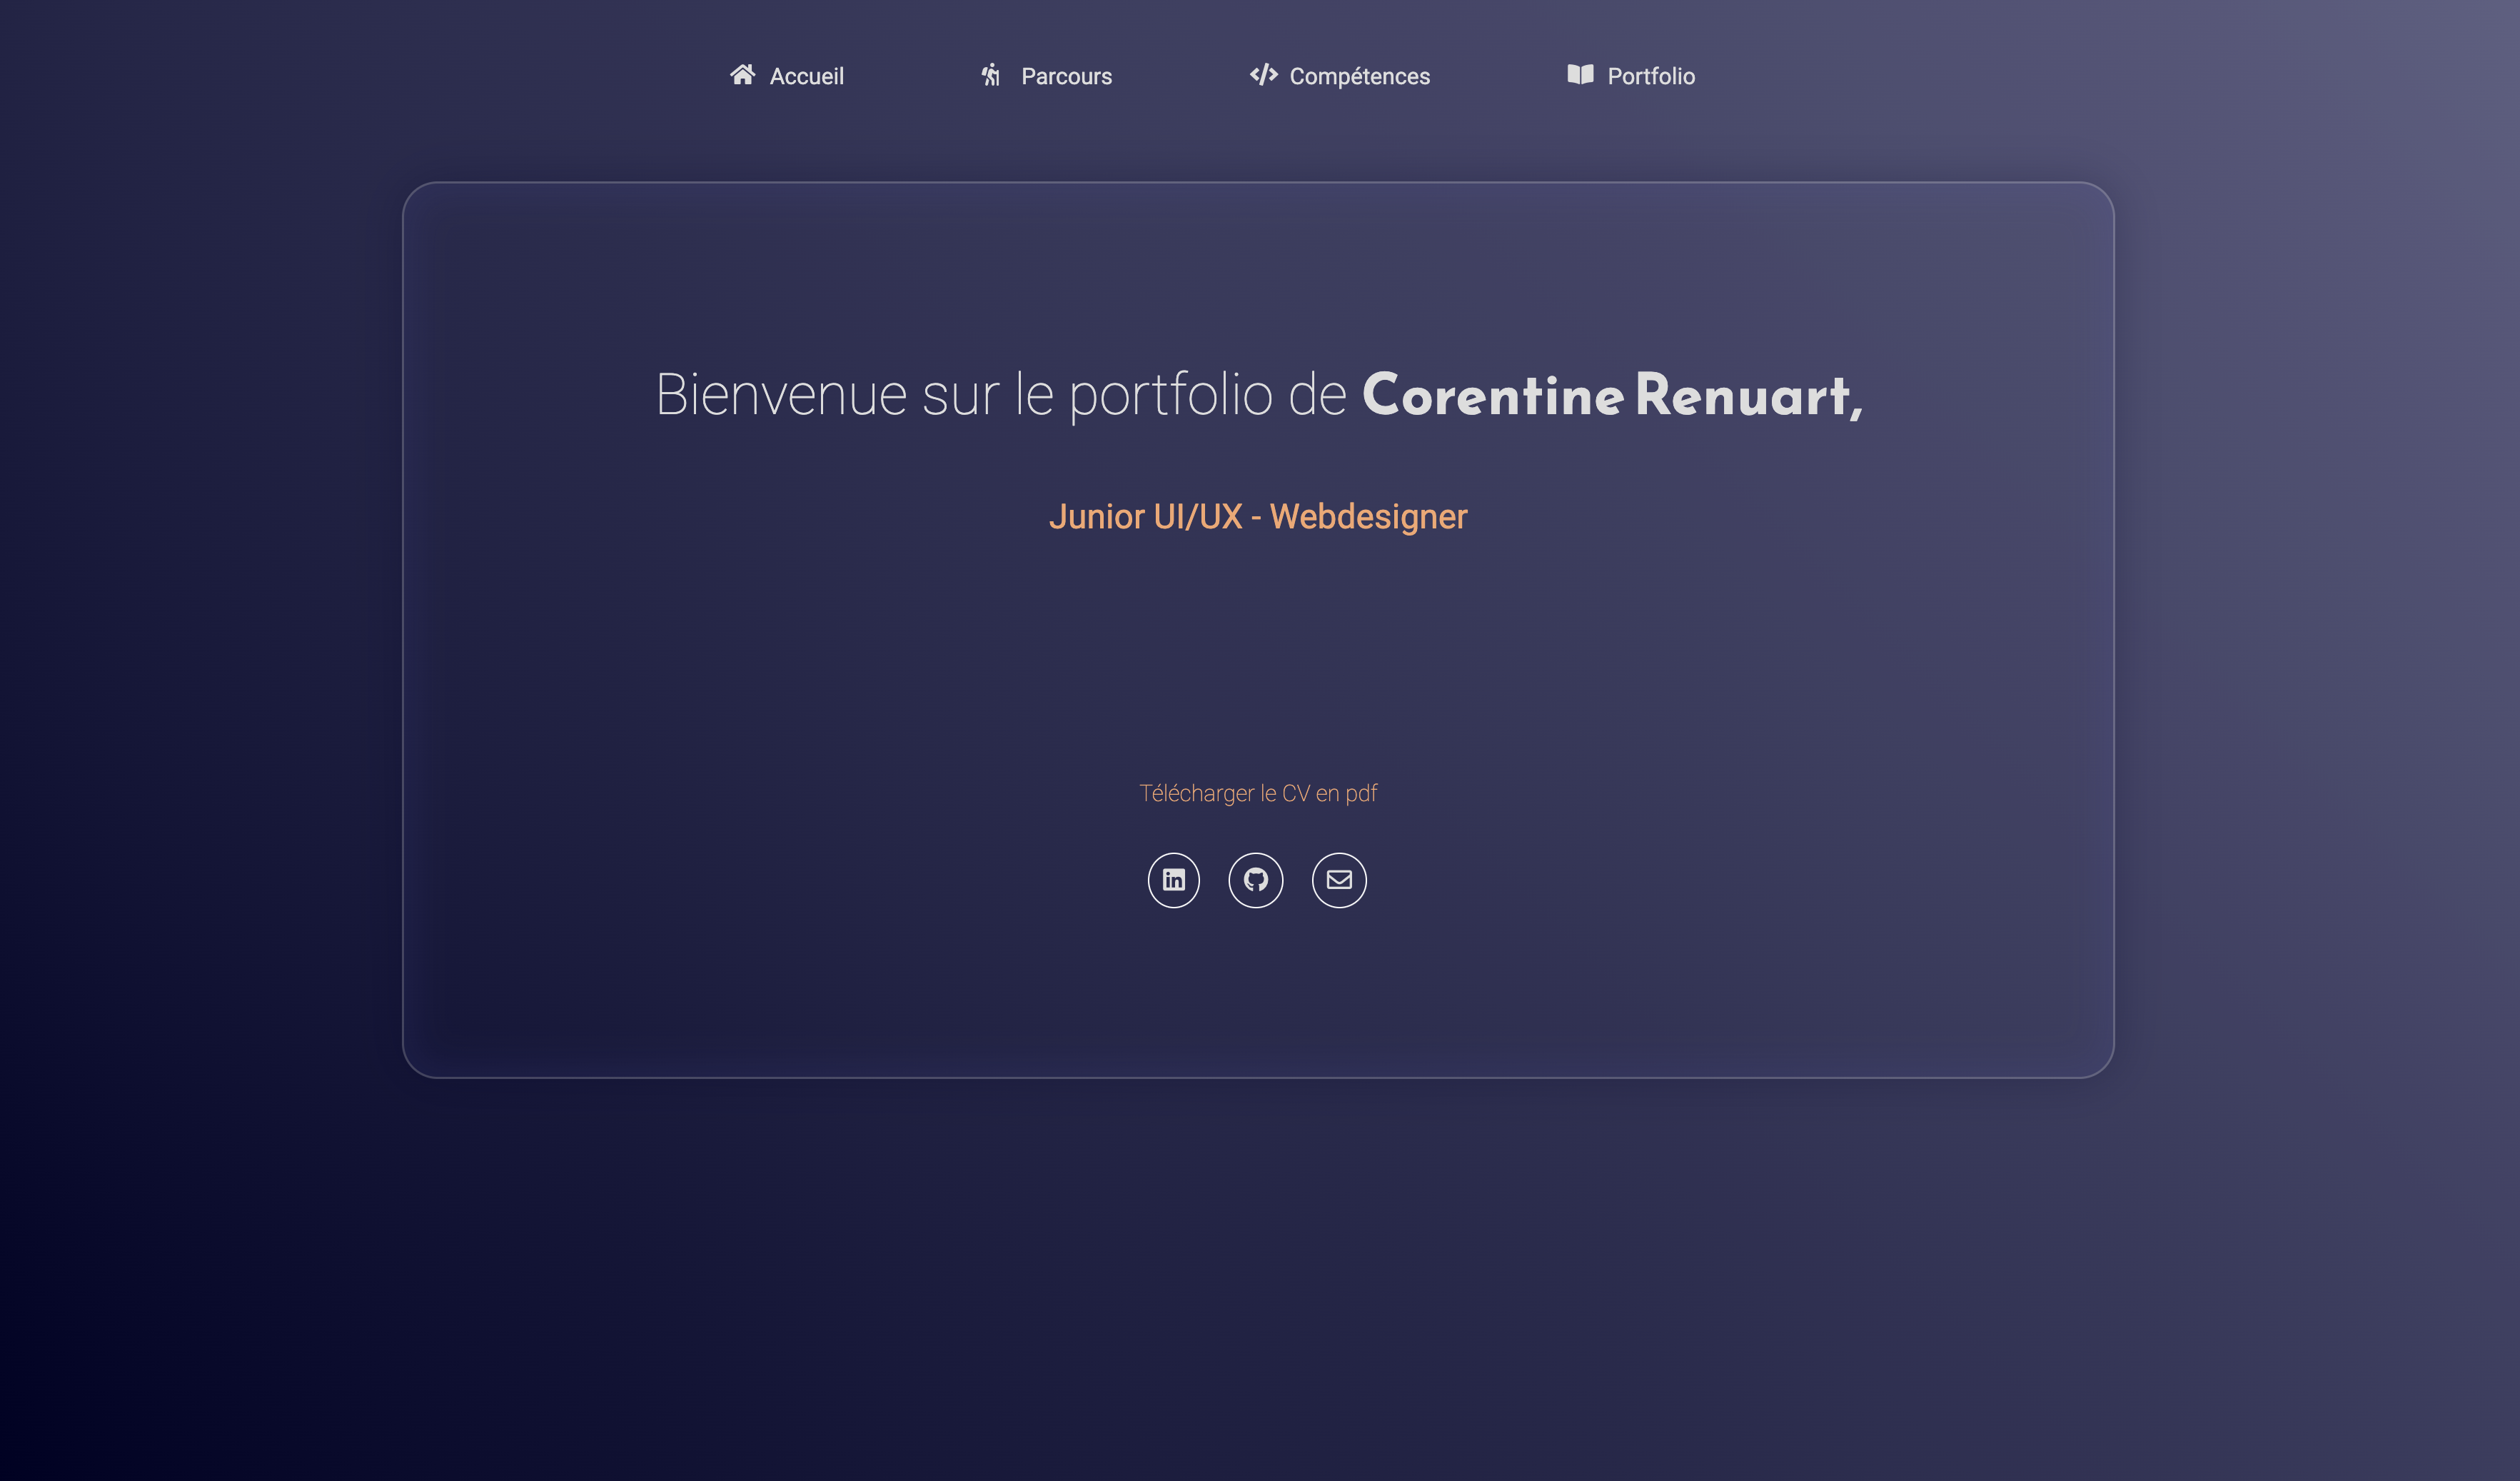 Accueil Parcours Compétences Portfolio
Bienvenue sur le portfolio de Corentine Renuart,
Junior UI/UX - Webdesigner
Télécharger le CV en pdf